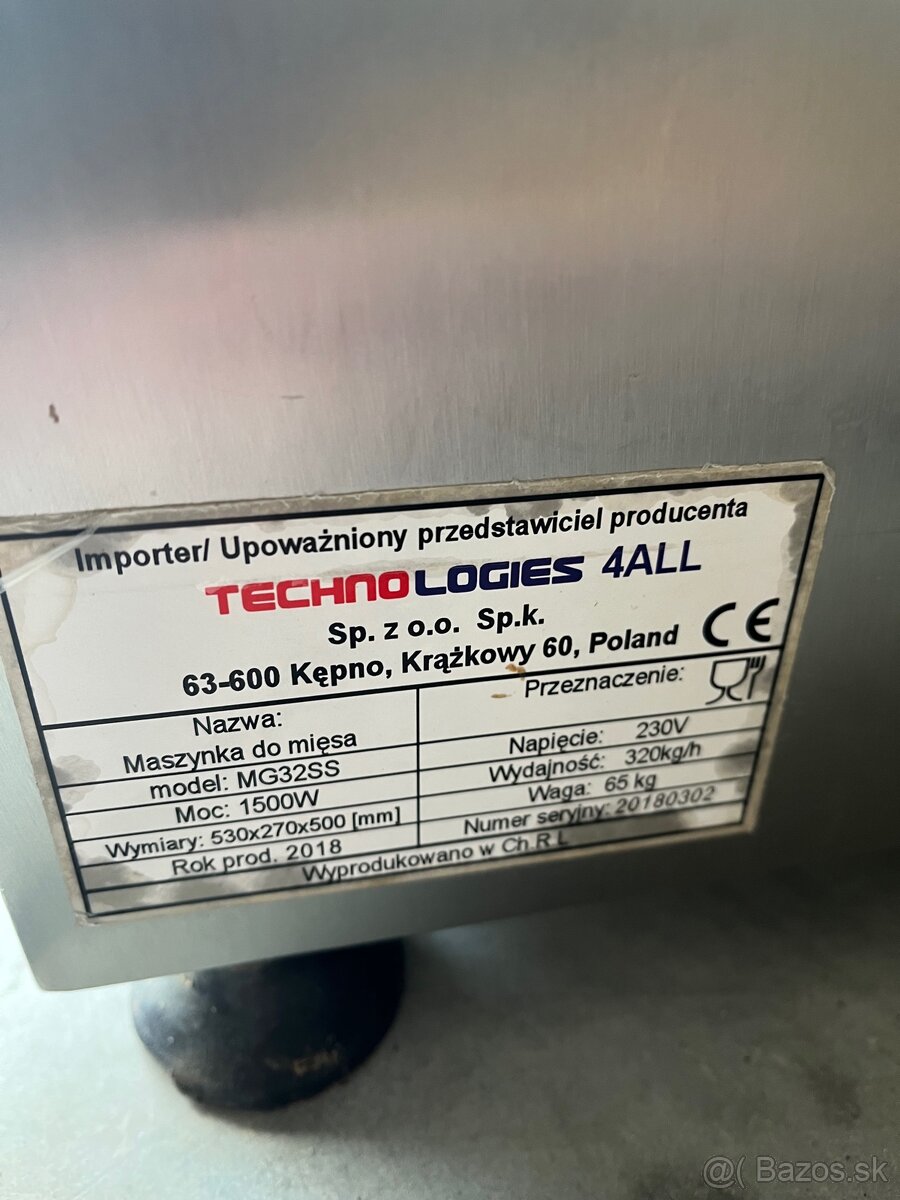 Importer/ Upoważniony przedstawiciel producenta
TECHNOLOGIES 4ALL
Sp. z o.o. Sp.k.
63-600 Kępno, Krążkowy 60, Poland
CE
Nazwa:
Maszynka do mięsa
model: MG32SS
Moc: 1500W
Wymiary: 530x270x500 [mm]
Rok prod. 2018
Przeznaczenie:
Napięcie: 230V
Wydajność: 320kg/h
Waga: 65 kg
Numer seryjny: 20180302
Wyprodukowano w Ch.R.L
@( Bazos.sk